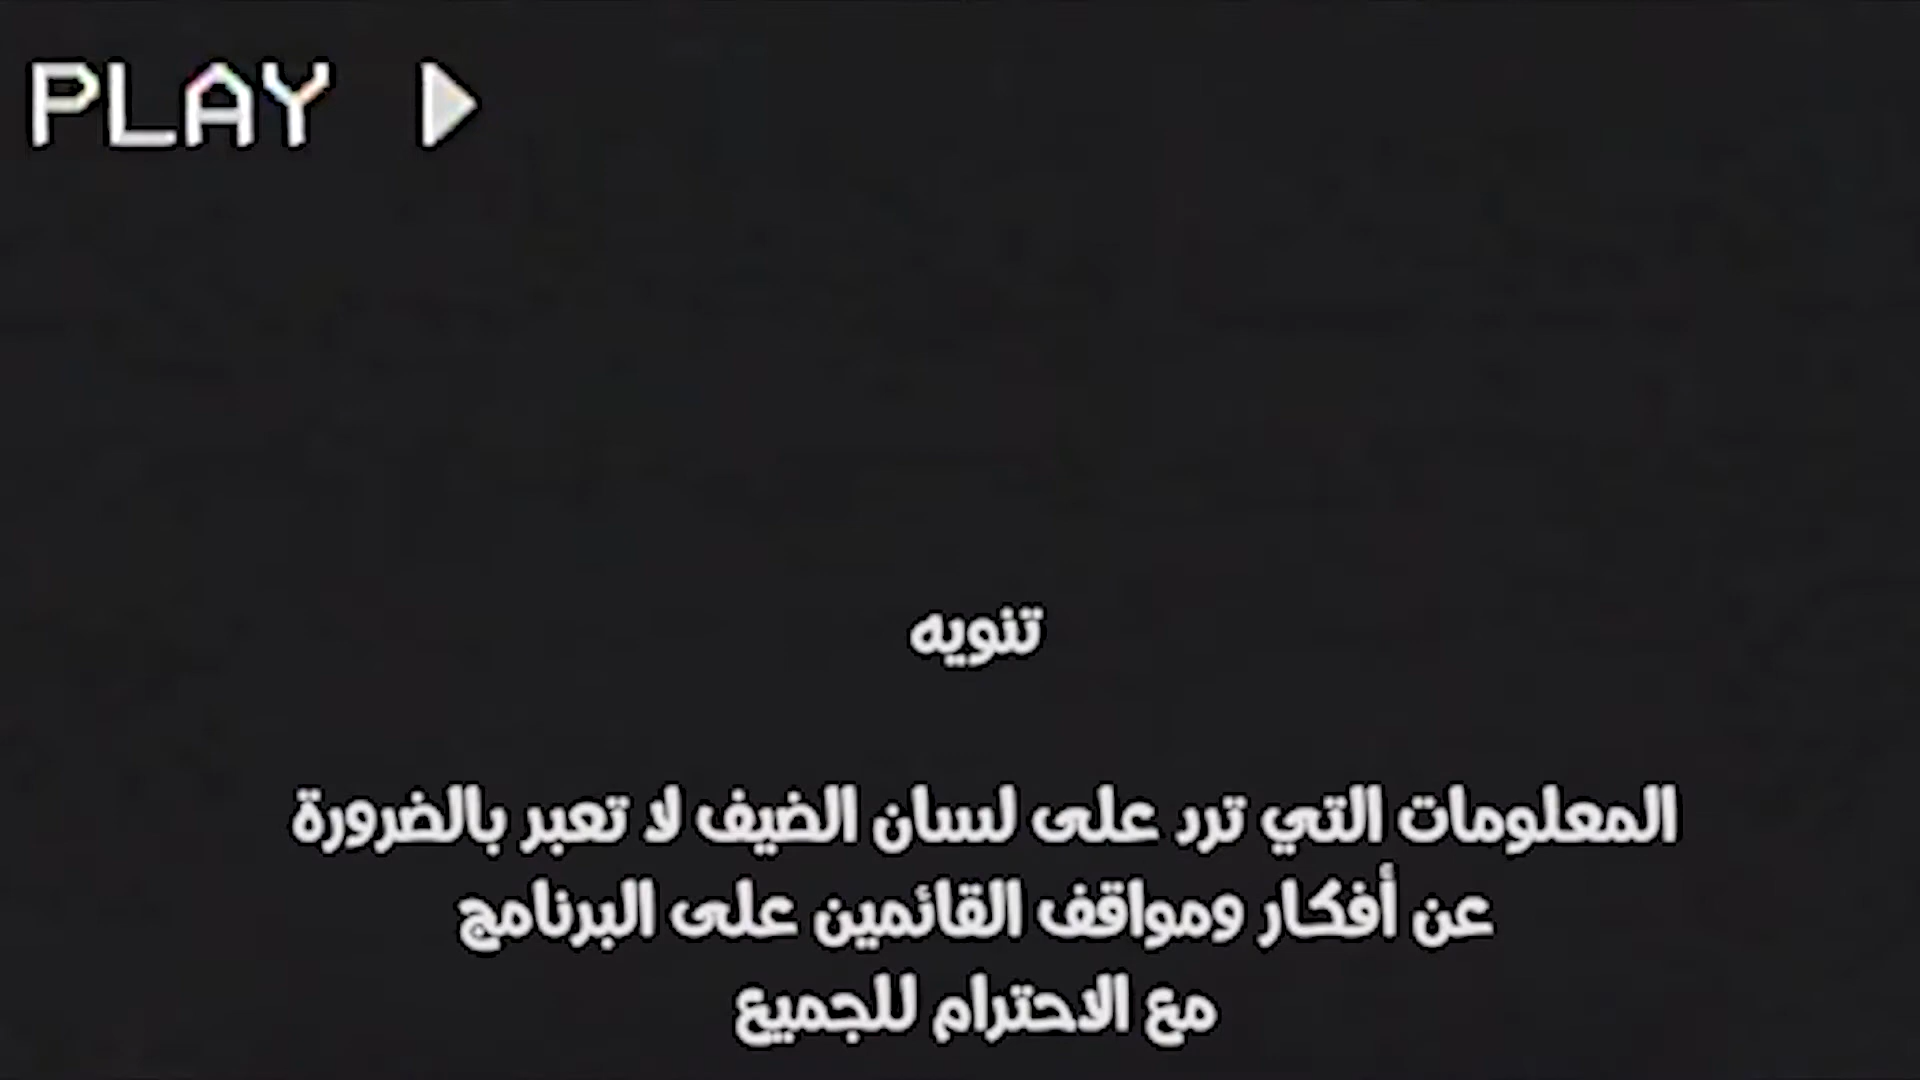 PLAY
تنويه
المعلومات التي ترد على لسان الضيف لا تعبر بالضرورة
عن أفكار ومواقف القائمين على البرنامج
مع الاحترام للجميع